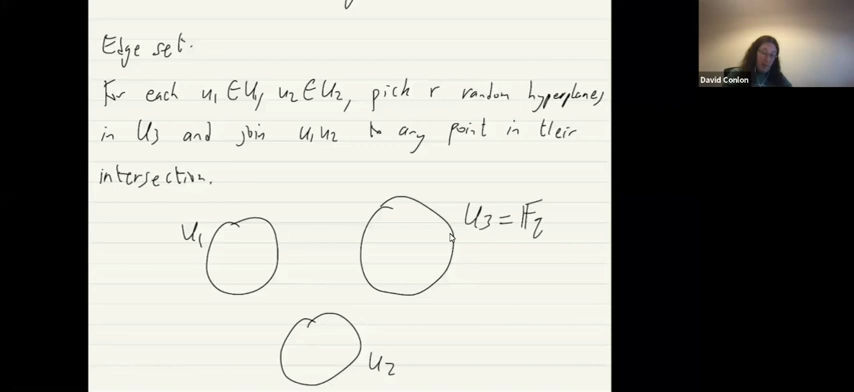 Edge set.
For each u₁ ∈ U₁, u₂ ∈ U₂, pick r random hyperplanes
in U₃ and join u₁u₂ to any point in their
intersection.
U₁
U₃ = 𝔽₂
U₂
David Conlon